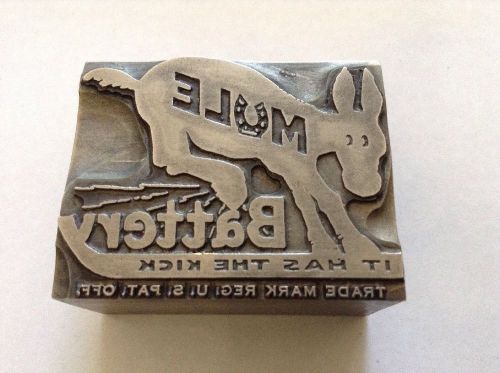 MULE
Battery
IT HAS THE KICK
TRADE MARK REG. U.S. PAT. OFF.